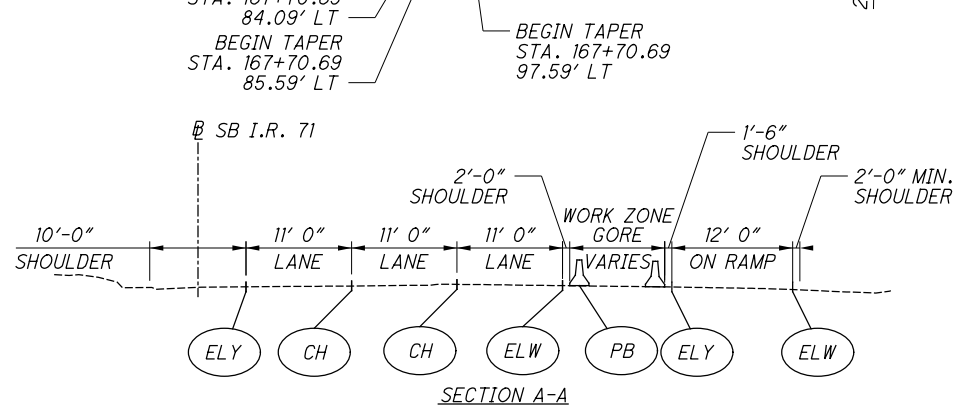 84.09' LT
BEGIN TAPER
STA. 167+70.69
85.59' LT
BEGIN TAPER
STA. 167+70.69
97.59' LT
SB I.R. 71
1'-6"
SHOULDER
2'-0"
SHOULDER
2'-0" MIN.
SHOULDER
WORK ZONE
GORE
VARIES
10'-0"
SHOULDER
11' 0"
LANE
11' 0"
LANE
11' 0"
LANE
12' 0"
ON RAMP
ELY
CH
CH
ELW
PB
ELY
ELW
SECTION A-A